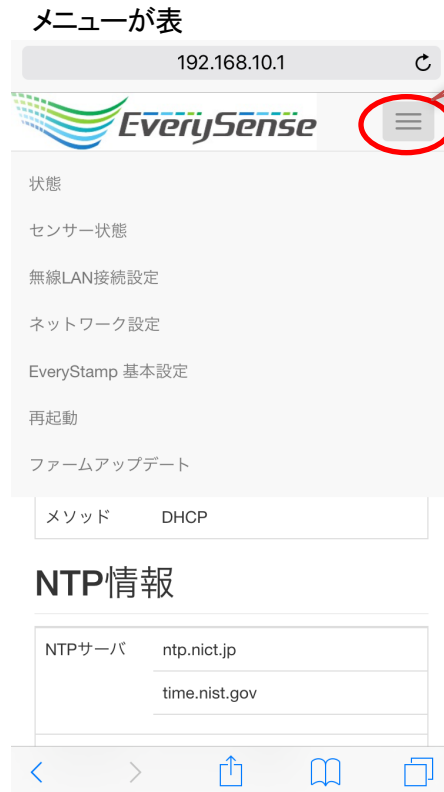 メニューが表
192.168.10.1
EverySense
状態
センサー状態
無線LAN接続設定
ネットワーク設定
EveryStamp 基本設定
再起動
ファームアップデート
メソッド DHCP
NTP情報
NTPサーバ ntp.nict.jp
time.nist.gov